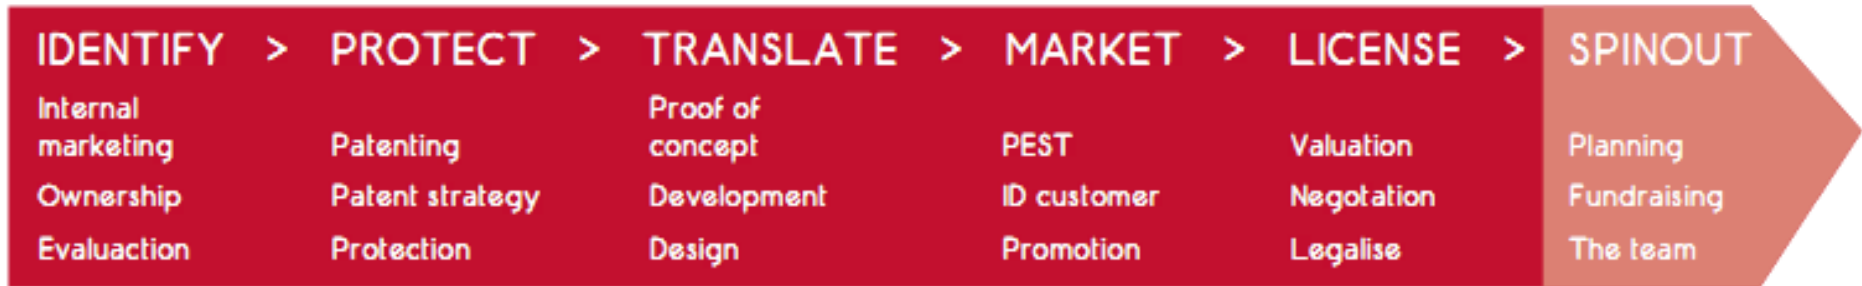 IDENTIFY > PROTECT > TRANSLATE > MARKET > LICENSE > SPINOUT
Internal
marketing
Ownership
Evaluaction
Patenting
Patent strategy
Protection
Proof of
concept
Development
Design
PEST
ID customer
Promotion
Valuation
Negotation
Legalise
Planning
Fundraising
The team